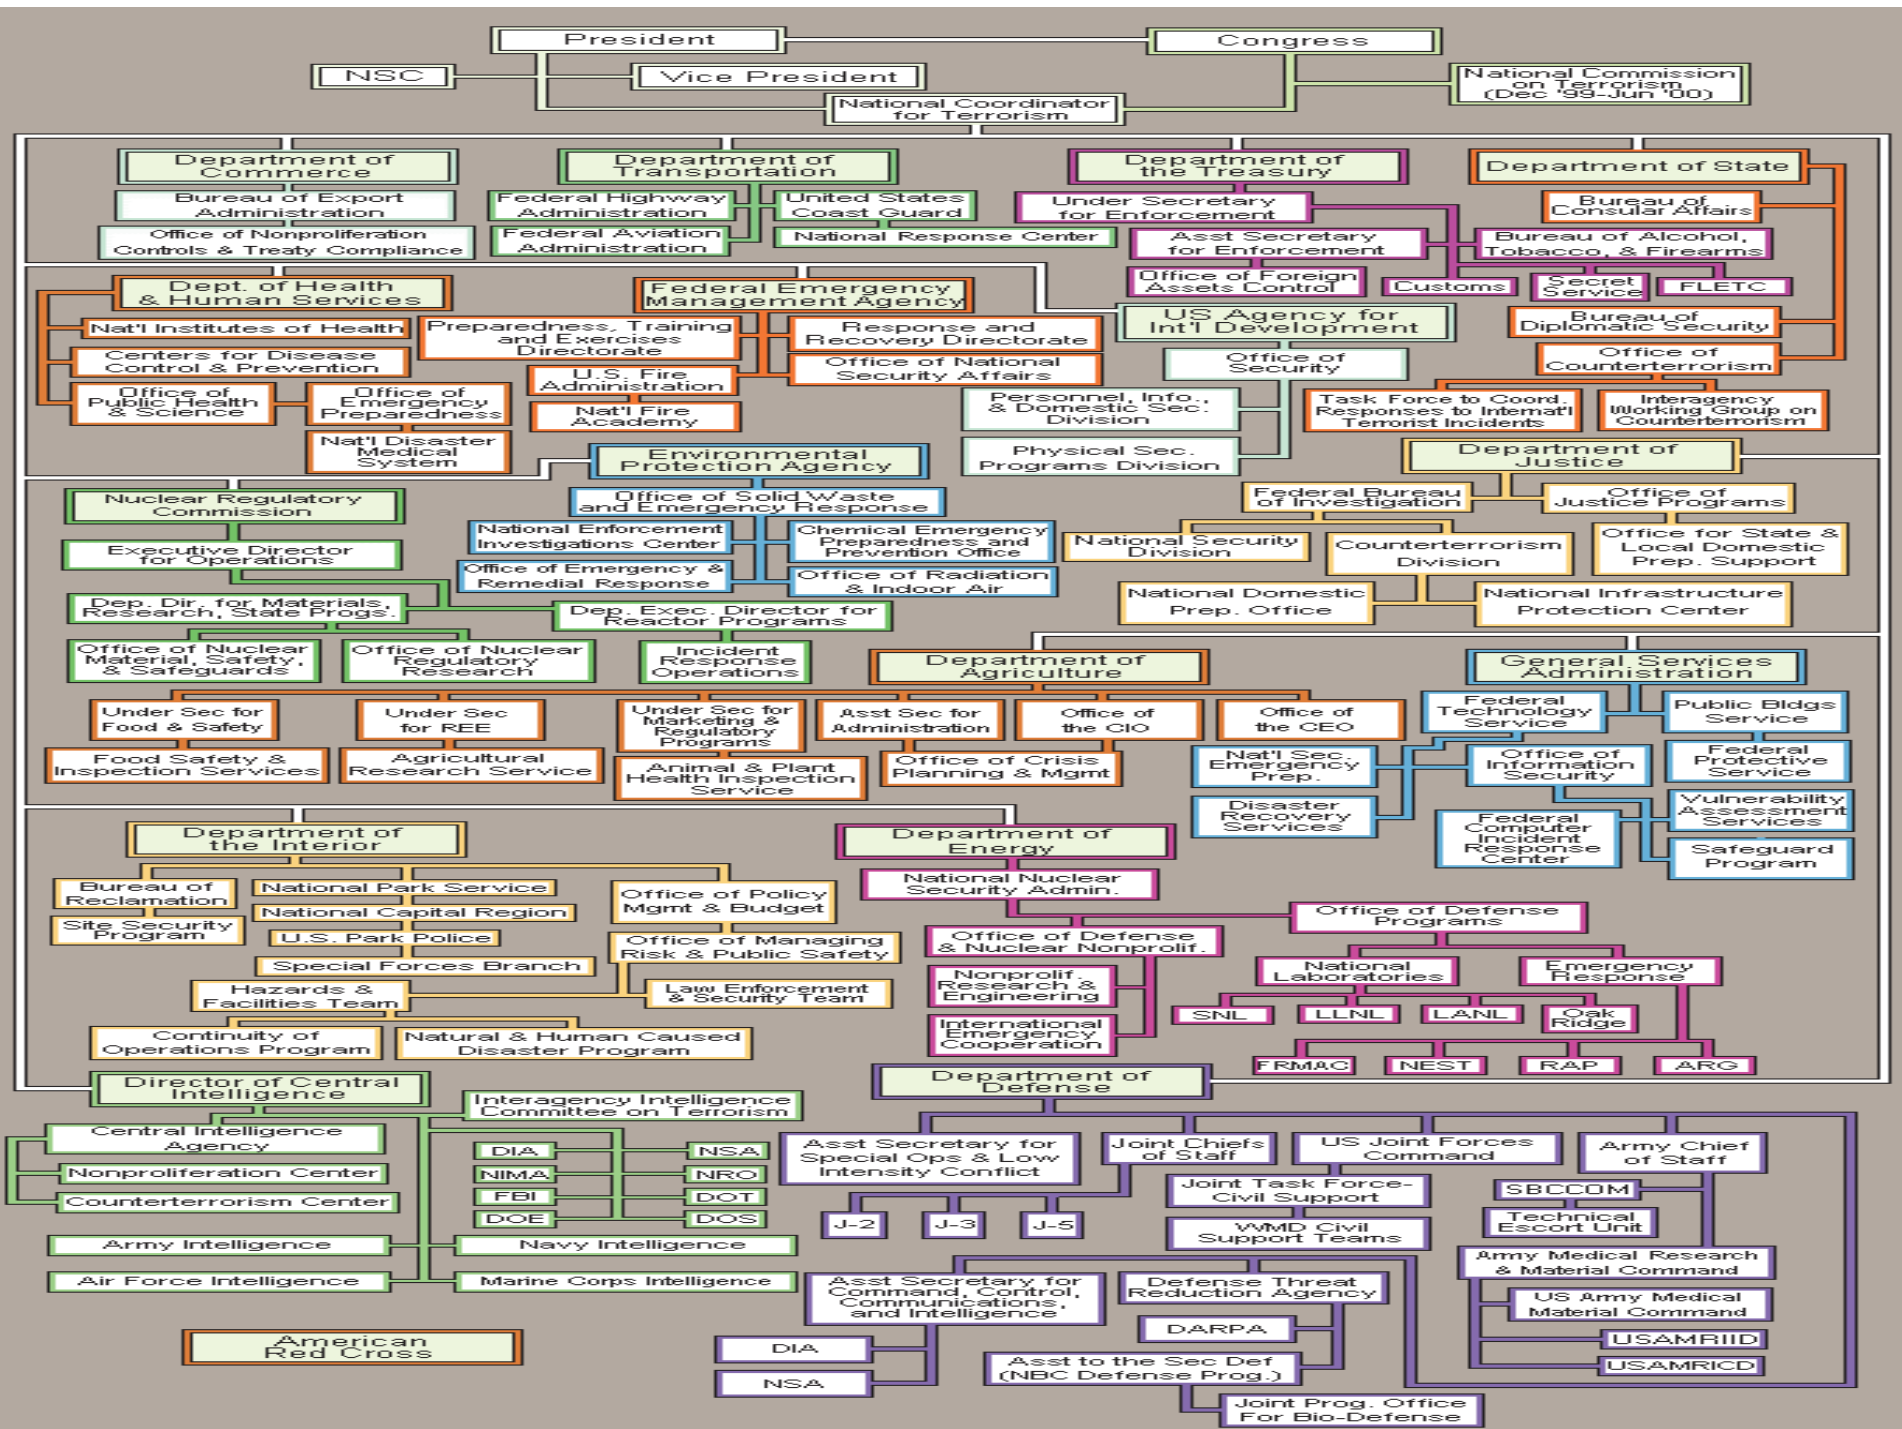 President
Congress
NSC
Vice President
National Commission
on Terrorism
(Dec '99-Jun '00)
National Coordinator
for Terrorism
Department of
Commerce
Department of
Transportation
Department of
the Treasury
Department of State
Bureau of Export
Administration
Federal Highway
Administration
United States
Coast Guard
Under Secretary
for Enforcement
Bureau of
Consular Affairs
Office of Nonproliferation
Controls & Treaty Compliance
Federal Aviation
Administration
National Response Center
Asst Secretary
for Enforcement
Bureau of Alcohol,
Tobacco, & Firearms
Office of Foreign
Assets Control
Customs
Secret
Service
FLETC
Dept. of Health
& Human Services
Federal Emergency
Management Agency
US Agency for
Int'l Development
Bureau of
Diplomatic Security
Nat'l Institutes of Health
Preparedness, Training
and Exercises
Directorate
Response and
Recovery Directorate
Office of
Security
Office of
Counterterrorism
Centers for Disease
Control & Prevention
U.S. Fire
Administration
Office of National
Security Affairs
Office of
Public Health
& Science
Office of
Emergency
Preparedness
Nat'l Fire
Academy
Personnel, Info.,
& Domestic Sec.
Division
Task Force to Coord.
Responses to Internat'l
Terrorist Incidents
Interagency
Working Group on
Counterterrorism
Nat'l Disaster
Medical
System
Environmental
Protection Agency
Physical Sec.
Programs Division
Department of
Justice
Nuclear Regulatory
Commission
Office of Solid Waste
and Emergency Response
Federal Bureau
of Investigation
Office of
Justice Programs
Executive Director
for Operations
National Enforcement
Investigations Center
Chemical Emergency
Preparedness and
Prevention Office
National Security
Division
Counterterrorism
Division
Office for State &
Local Domestic
Prep. Support
Office of Emergency &
Remedial Response
Office of Radiation
& Indoor Air
Dep. Dir. for Materials,
Research, State Progs.
Dep. Exec. Director for
Reactor Programs
National Domestic
Prep. Office
National Infrastructure
Protection Center
Office of Nuclear
Material, Safety,
& Safeguards
Office of Nuclear
Regulatory
Research
Incident
Response
Operations
Department of
Agriculture
General Services
Administration
Under Sec for
Food & Safety
Under Sec
for REE
Under Sec for
Marketing &
Regulatory
Programs
Asst Sec for
Administration
Office of
the CIO
Office of
the CEO
Federal
Technology
Service
Public Bldgs
Service
Food Safety &
Inspection Services
Agricultural
Research Service
Animal & Plant
Health Inspection
Service
Office of Crisis
Planning & Mgmt
Nat'l Sec.
Emergency
Prep.
Office of
Information
Security
Federal
Protective
Service
Disaster
Recovery
Services
Federal
Computer
Incident
Response
Center
Vulnerability
Assessment
Services
Safeguard
Program
Department of
the Interior
Department of
Energy
Bureau of
Reclamation
National Park Service
Office of Policy
Mgmt & Budget
National Nuclear
Security Admin.
Site Security
Program
National Capital Region
U.S. Park Police
Office of Managing
Risk & Public Safety
Office of Defense
& Nuclear Nonprolif.
Office of Defense
Programs
Special Forces Branch
Nonprolif.
Research &
Engineering
National
Laboratories
Emergency
Response
Hazards &
Facilities Team
Law Enforcement
& Security Team
SNL
LLNL
LANL
Oak
Ridge
Continuity of
Operations Program
Natural & Human Caused
Disaster Program
International
Emergency
Cooperation
FRMAC
NEST
RAP
ARG
Director of Central
Intelligence
Interagency Intelligence
Committee on Terrorism
Department of
Defense
Central Intelligence
Agency
DIA
NSA
Asst Secretary for
Special Ops & Low
Intensity Conflict
Joint Chiefs
of Staff
US Joint Forces
Command
Army Chief
of Staff
Nonproliferation Center
NIMA
NRO
Joint Task Force-
Civil Support
SBCCOM
Counterterrorism Center
FBI
DOT
DOE
DOS
J-2
J-3
J-5
WMD Civil
Support Teams
Technical
Escort Unit
Army Intelligence
Navy Intelligence
Army Medical Research
& Material Command
Air Force Intelligence
Marine Corps Intelligence
Asst Secretary for
Command, Control,
Communications,
and Intelligence
Defense Threat
Reduction Agency
US Army Medical
Material Command
American
Red Cross
DIA
DARPA
USAMRIID
NSA
Asst to the Sec Def
(NBC Defense Prog.)
USAMRICD
Joint Prog. Office
For Bio-Defense